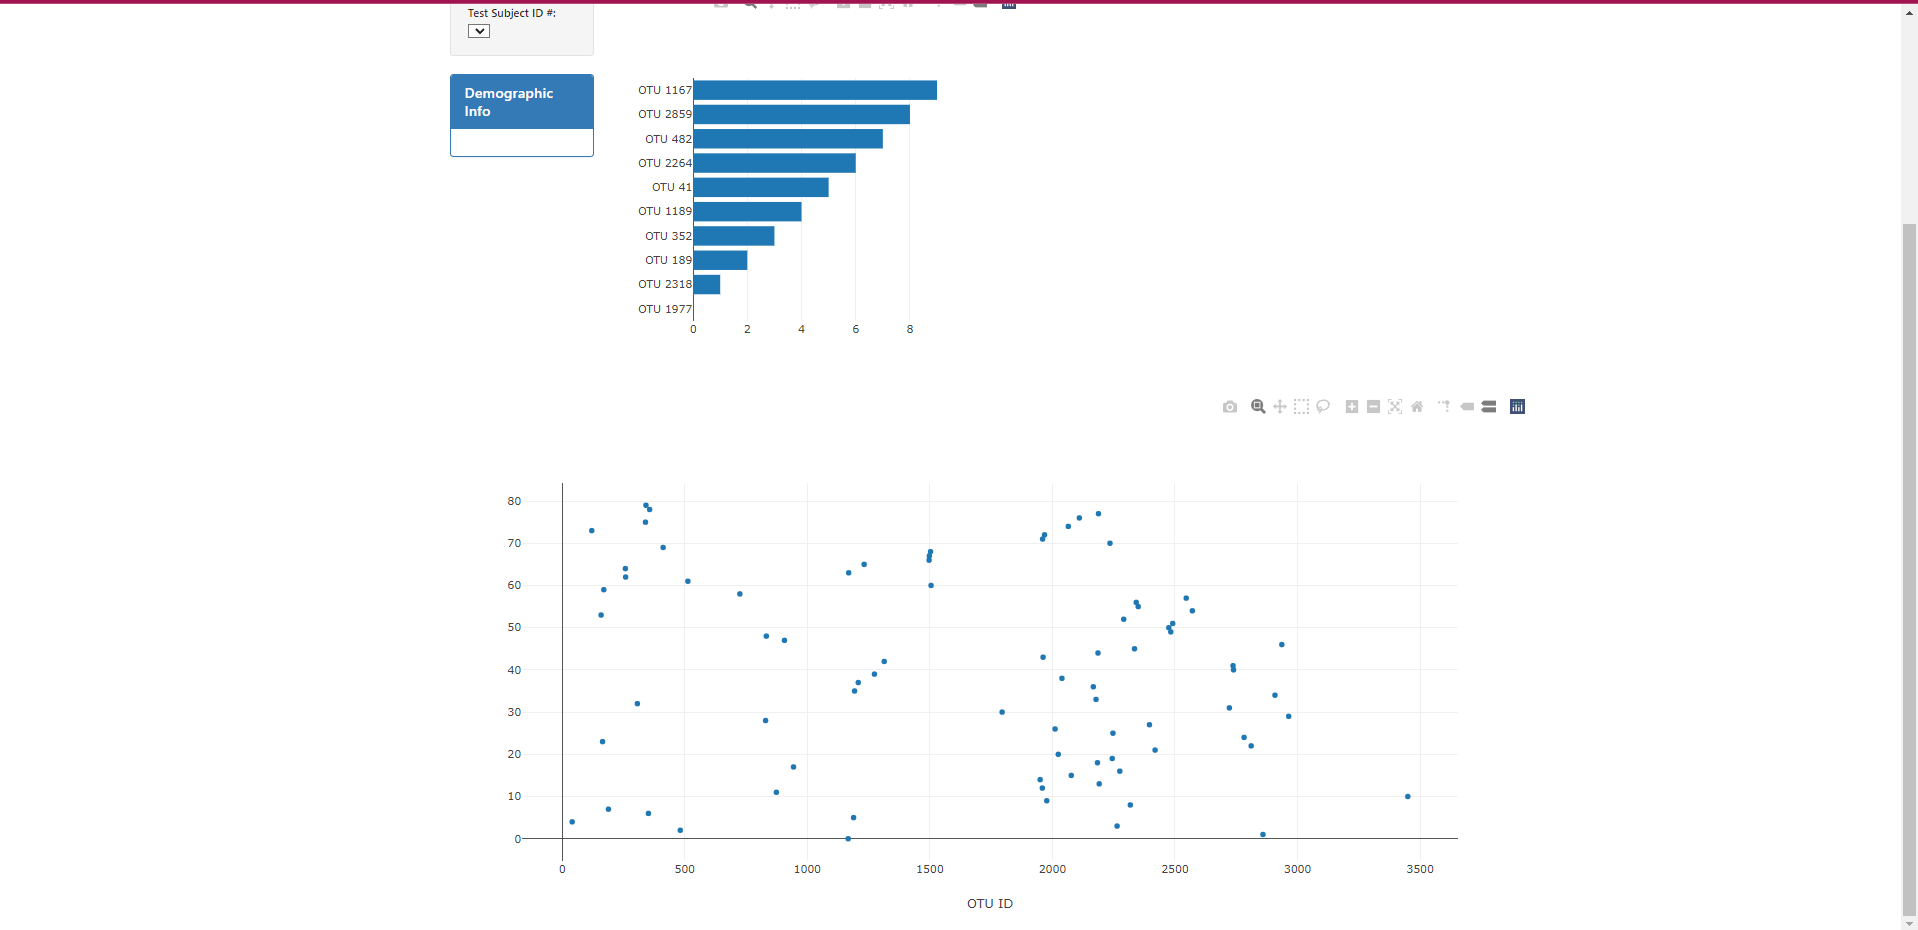 Test Subject ID #:
Demographic
Info
OTU 1167
OTU 2859
OTU 482
OTU 2264
OTU 41
OTU 1189
OTU 352
OTU 189
OTU 2318
OTU 1977
0 2 4 6 8
80
70
60
50
40
30
20
10
0
0 500 1000 1500 2000 2500 3000 3500
OTU ID